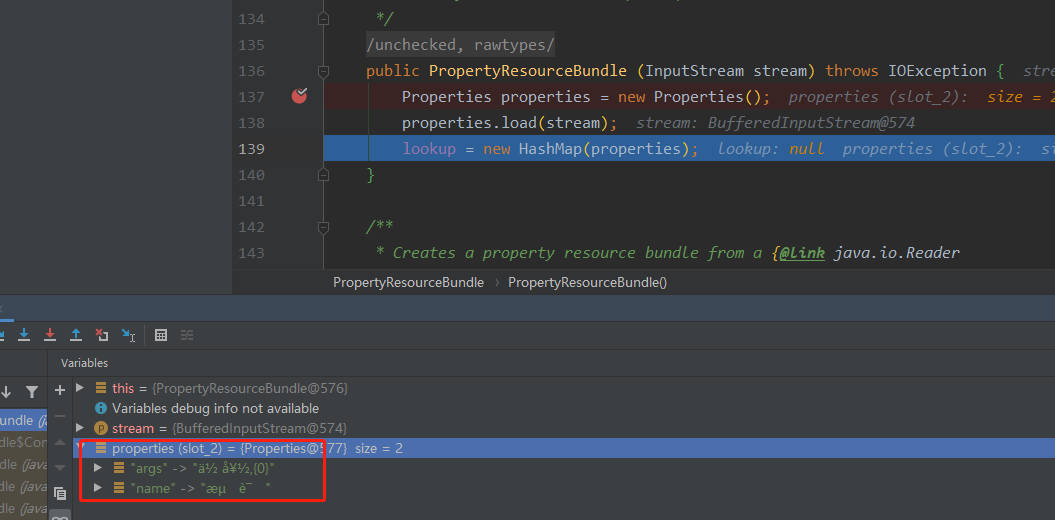 134 */
135 /unchecked, rawtypes/
136 public PropertyResourceBundle (InputStream stream) throws IOException { stre
137 Properties properties = new Properties(); properties (slot_2): size = 2
138 properties.load(stream); stream: BufferedInputStream@574
139 lookup = new HashMap(properties); lookup: null properties (slot_2): si
140 }
141
142 /**
143 * Creates a property resource bundle from a {@link java.io.Reader
PropertyResourceBundle › PropertyResourceBundle()
Variables
this = {PropertyResourceBundle@576}
Variables debug info not available
undle (ja
stream = {BufferedInputStream@574}
dle$Con
properties (slot_2) = {Properties@577} size = 2
dle (java
"args" -> "ä½ å¥½,{0}"
dle (java
"name" -> "æµ è¯ "
dle (java